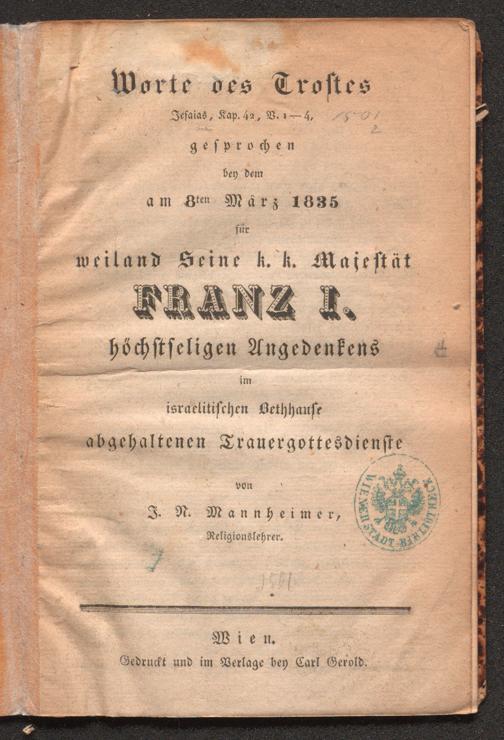 Worte des Trostes
Jesaias, Kap. 42, V. 1—4,
gesprochen
bey dem
am 8ten März 1835
für
weiland Seine k. k. Majestät
FRANZ I.
höchstseligen Angedenkens
im
israelitischen Bethhause
abgehaltenen Trauergottesdienste
von
J. N. Mannheimer,
Religionslehrer.
Wien.
Gedruckt und im Verlage bey Carl Gerold.